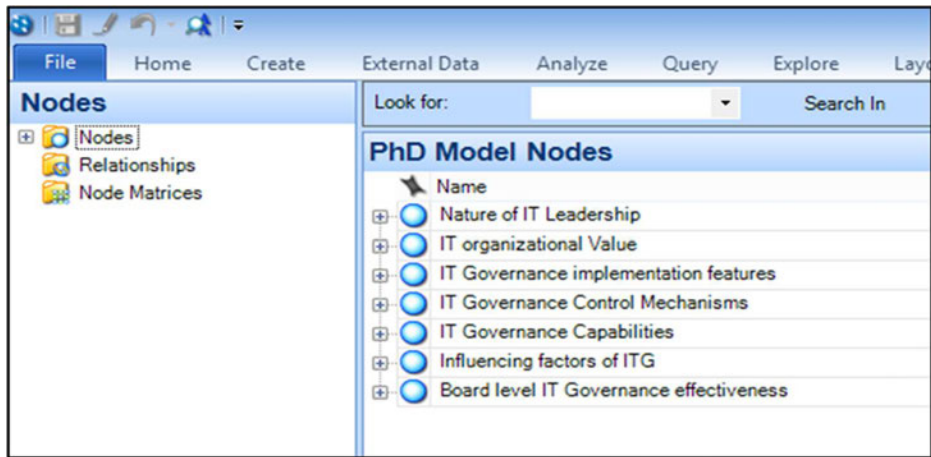 File Home Create External Data Analyze Query Explore
Nodes
Nodes
Relationships
Node Matrices
Look for: Search In
PhD Model Nodes
Name
Nature of IT Leadership
IT organizational Value
IT Governance implementation features
IT Governance Control Mechanisms
IT Governance Capabilities
Influencing factors of ITG
Board level IT Governance effectiveness